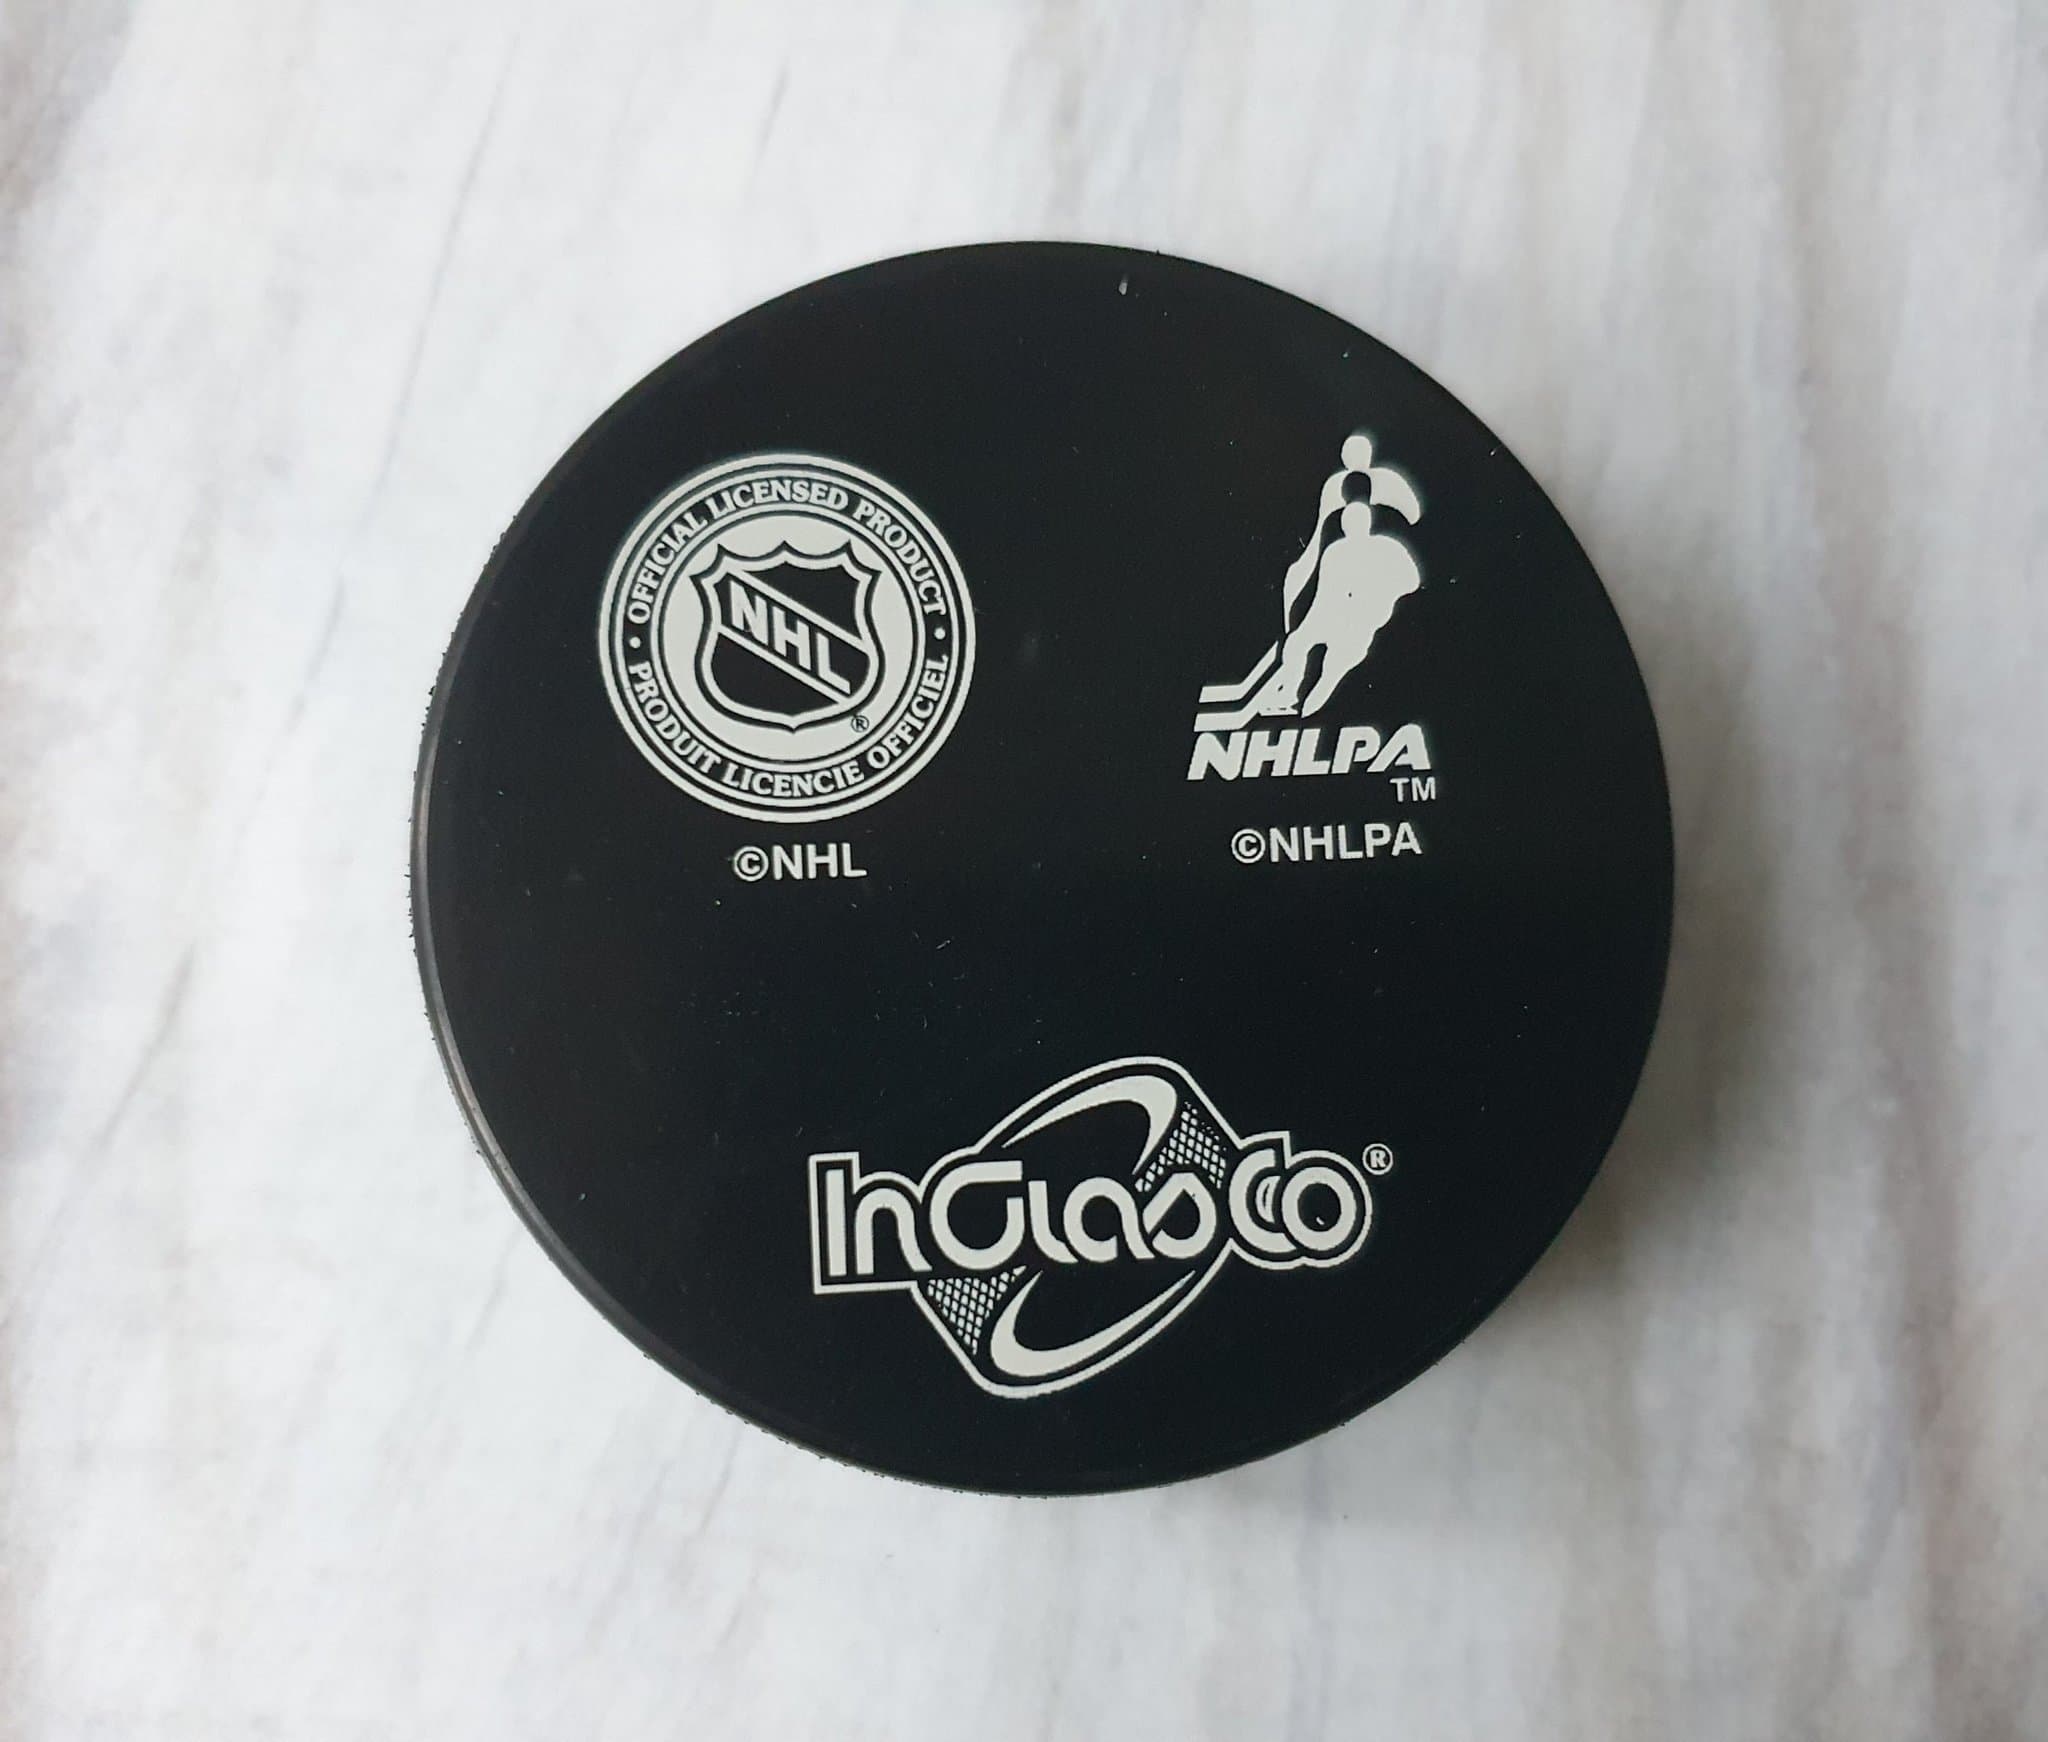 OFFICIAL LICENSED PRODUCT
NHL
®
• PRODUIT LICENCIE OFFICIEL •
©NHL
NHLPA
TM
©NHLPA
InGlasCo®